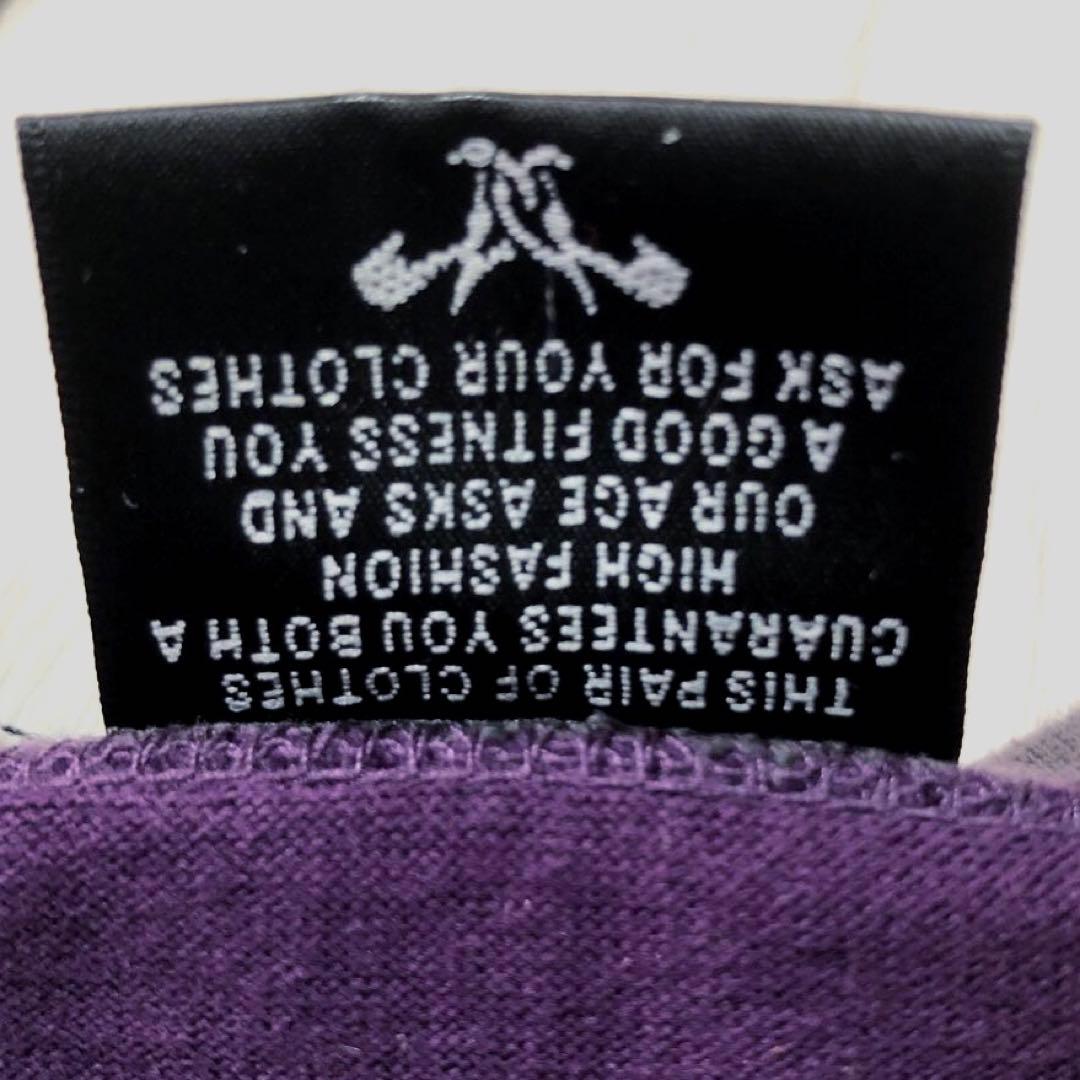 THIS PAIR OF CLOTHES
GUARANTEES YOU BOTH A
HIGH FASHION
OUR AGE ASKS AND
A GOOD FITNESS YOU
ASK FOR YOUR CLOTHES